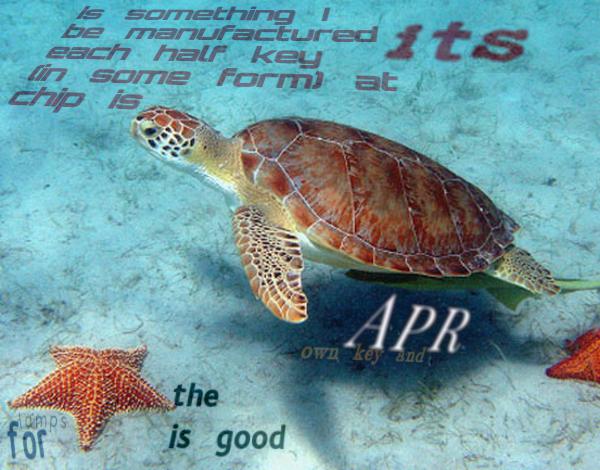 Is something I
be manufactured
each half key
(in some form) at
chip is
its
APR
own key and
lamps
for
the
is good